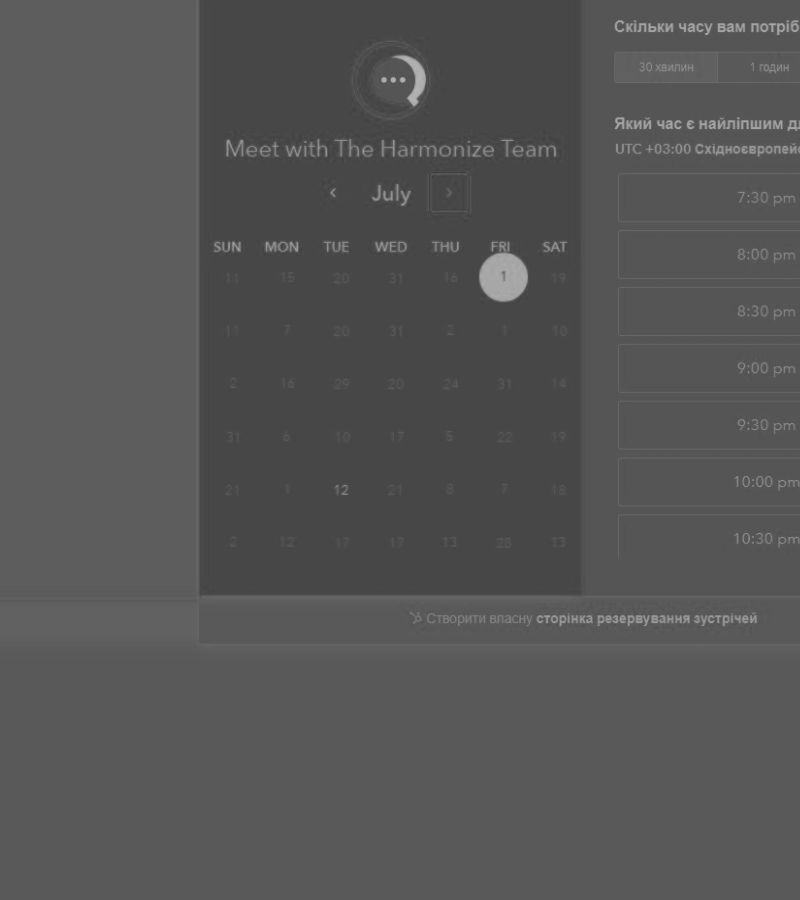 Скільки часу вам потріб
30 хвилин
1 годин
Meet with The Harmonize Team
July
SUN MON TUE WED THU FRI SAT
11 15 20 31 16 1 19
11 7 20 31 2 1 10
2 16 29 20 24 31 14
31 6 10 17 5 22 19
21 1 12 21 8 7 18
2 12 17 17 13 28 13
Який час є найліпшим д
UTC +03:00 Східноєвропей
7:30 pm
8:00 pm
8:30 pm
9:00 pm
9:30 pm
10:00 pm
10:30 pm
Створити власну сторінка резервування зустрічей